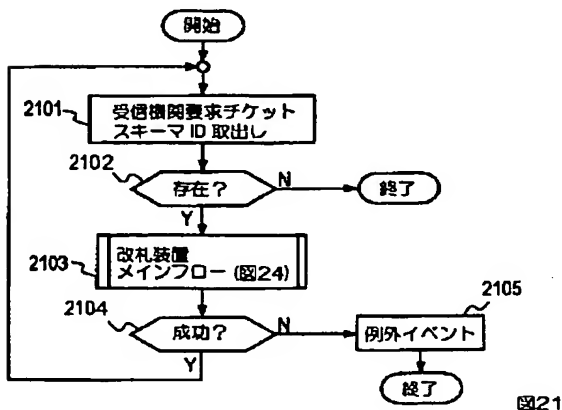 開始
2101
受信機関要求チケット
スキーマ ID 取出し
2102
存在?
N
終了
Y
2103
改札装置
メインフロー (図24)
2104
成功?
N
2105
例外イベント
Y
終了
図21